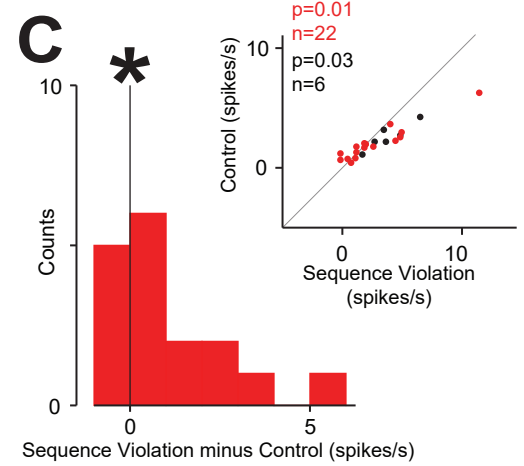 C
*
p=0.01
n=22
p=0.03
n=6
10
0
Control (spikes/s)
0 10
Sequence Violation
(spikes/s)
10
0
Counts
0 5
Sequence Violation minus Control (spikes/s)